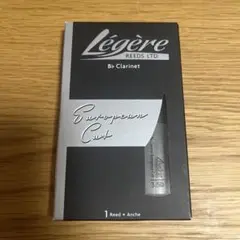 Légère
REEDS LTD
B♭ Clarinet
European
Cut
1 Reed • Anche